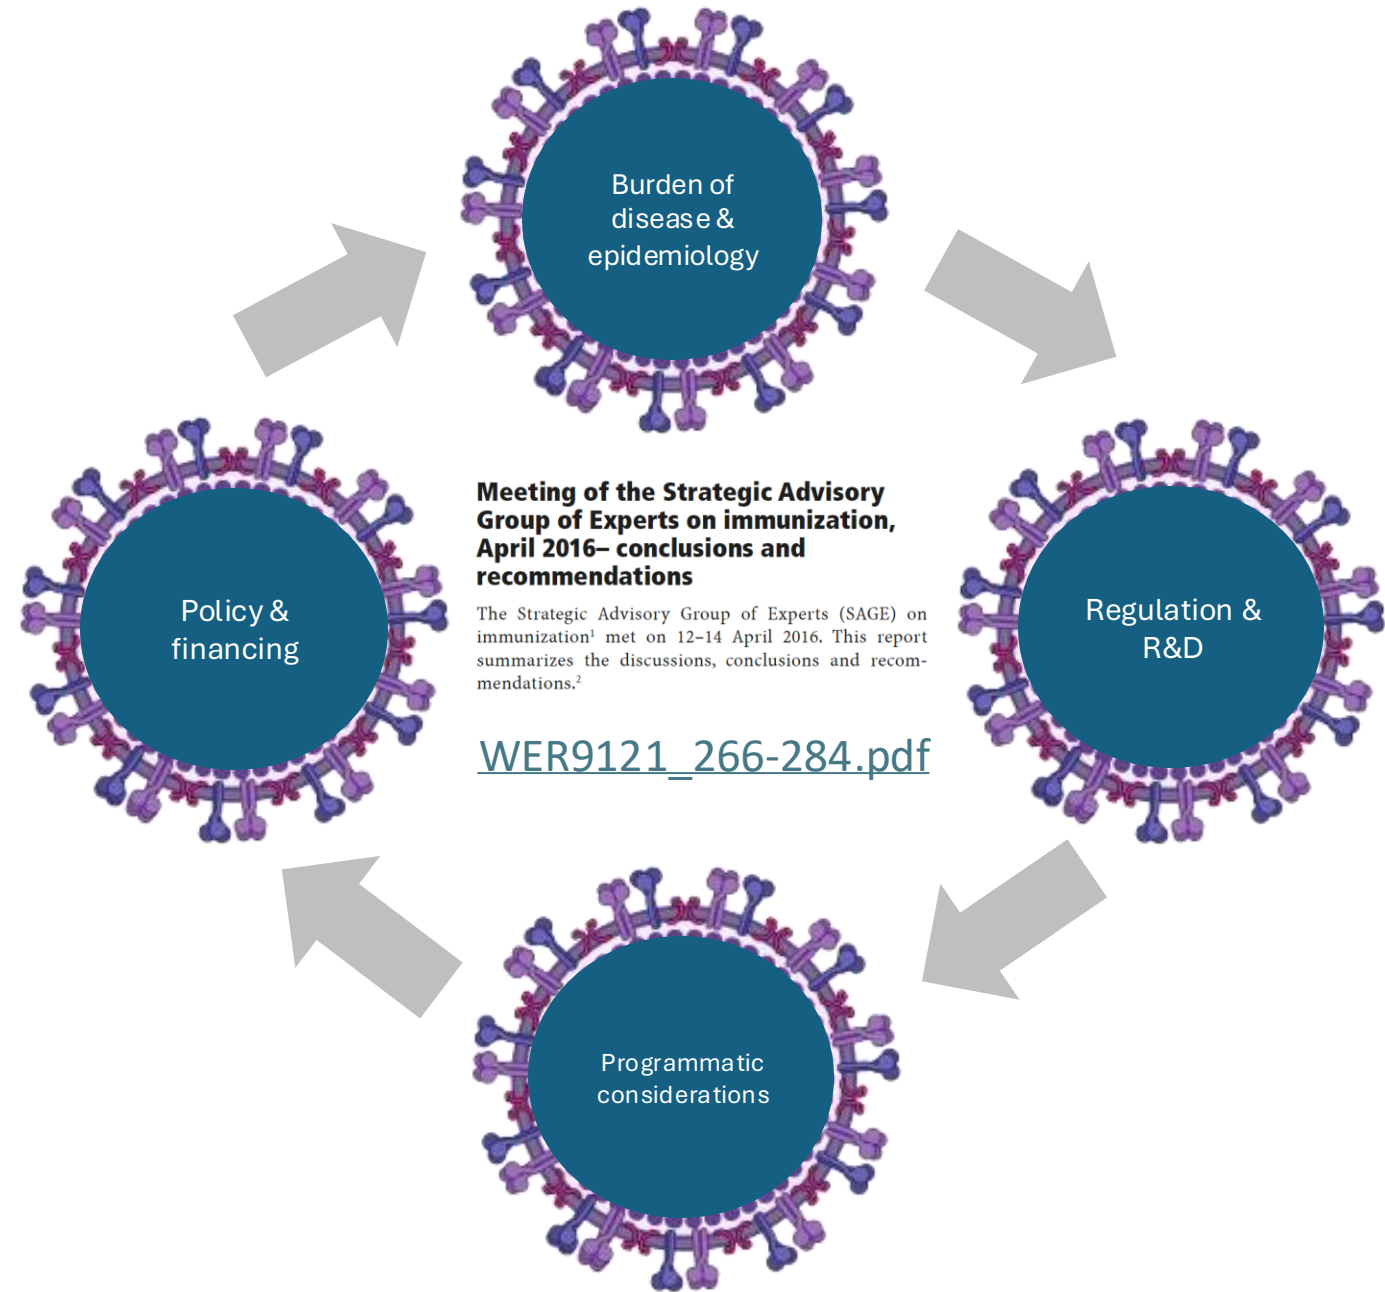 Burden of
disease &
epidemiology
Meeting of the Strategic Advisory
Group of Experts on immunization,
April 2016– conclusions and
recommendations
The Strategic Advisory Group of Experts (SAGE) on
immunization¹ met on 12–14 April 2016. This report
summarizes the discussions, conclusions and recom-
mendations.²
WER9121_266-284.pdf
Policy &
financing
Regulation &
R&D
Programmatic
considerations